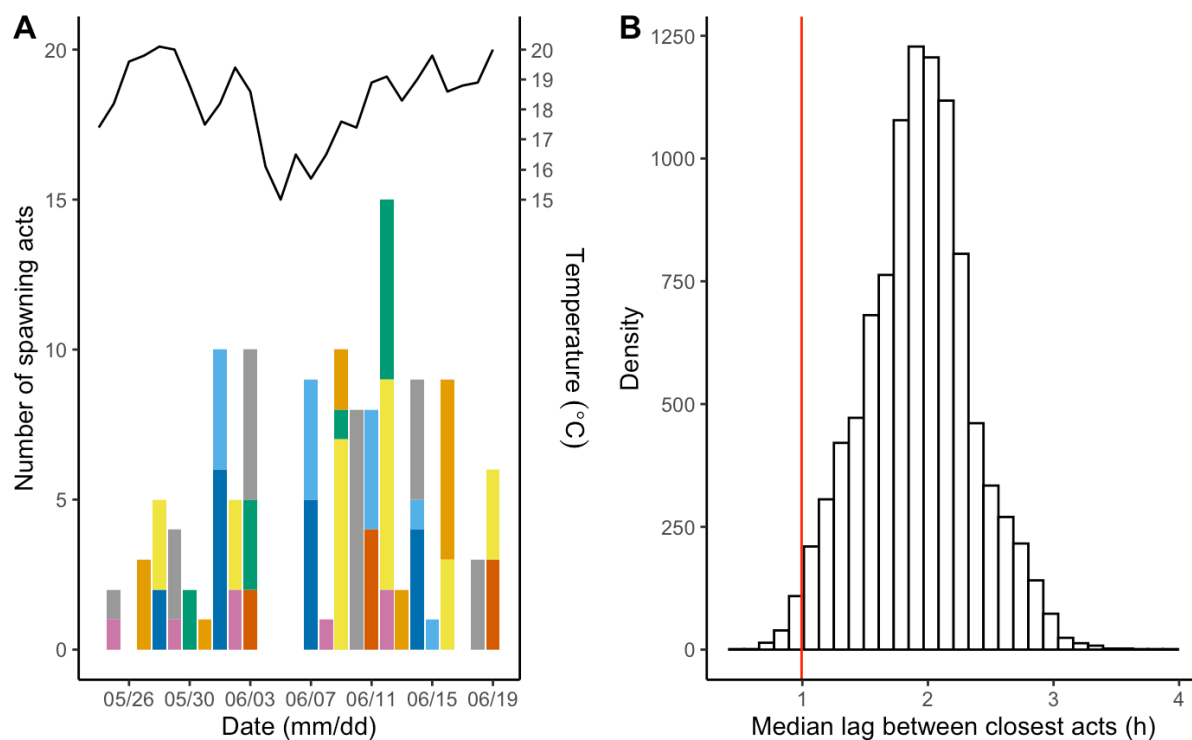 A
20
15
10
5
0
Number of spawning acts
20
19
18
17
16
15
Temperature (°C)
05/26 05/30 06/03 06/07 06/11 06/15 06/19
Date (mm/dd)
B
1250
1000
750
500
250
0
Density
1 2 3 4
Median lag between closest acts (h)